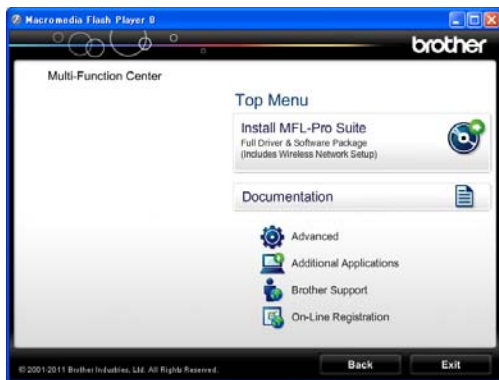 Macromedia Flash Player 8
brother
Multi-Function Center
Top Menu
Install MFL-Pro Suite
Full Driver & Software Package
(Includes Wireless Network Setup)
Documentation
Advanced
Additional Applications
Brother Support
On-Line Registration
© 2001-2011 Brother Industries, Ltd. All Rights Reserved.
Back
Exit